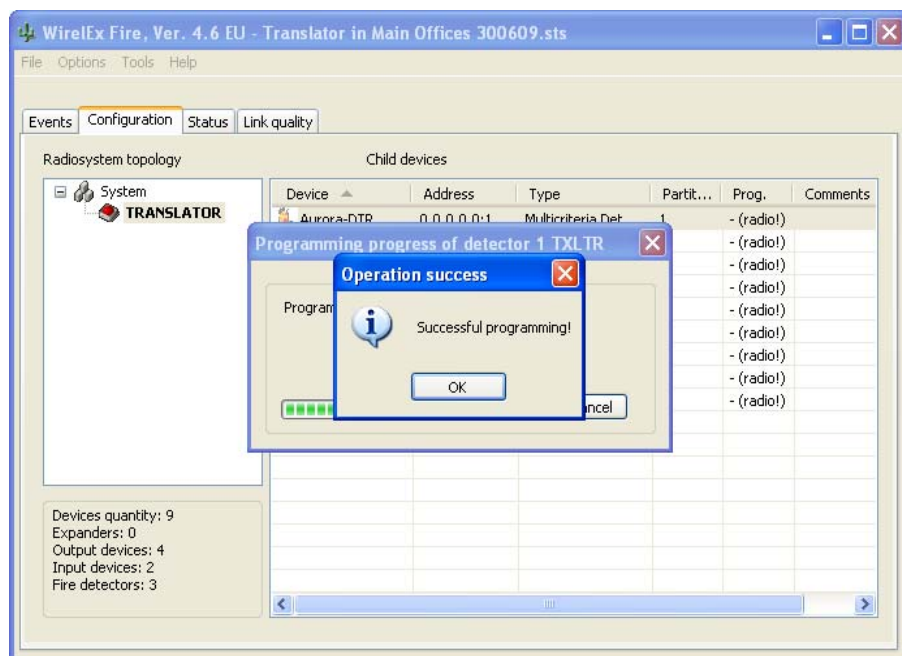 WirelEx Fire, Ver. 4.6 EU - Translator in Main Offices 300609.sts
File Options Tools Help
Events Configuration Status Link quality
Radiosystem topology
Child devices
System
TRANSLATOR
Device Address Type Partit... Prog. Comments
Aurora-DTR 0.0.0.0.0:1 Multicriteria Det 1 - (radio!)
- (radio!)
- (radio!)
- (radio!)
- (radio!)
- (radio!)
- (radio!)
- (radio!)
- (radio!)
Programming progress of detector 1 TXLTR
Operation success
Successful programming!
OK
Devices quantity: 9
Expanders: 0
Output devices: 4
Input devices: 2
Fire detectors: 3